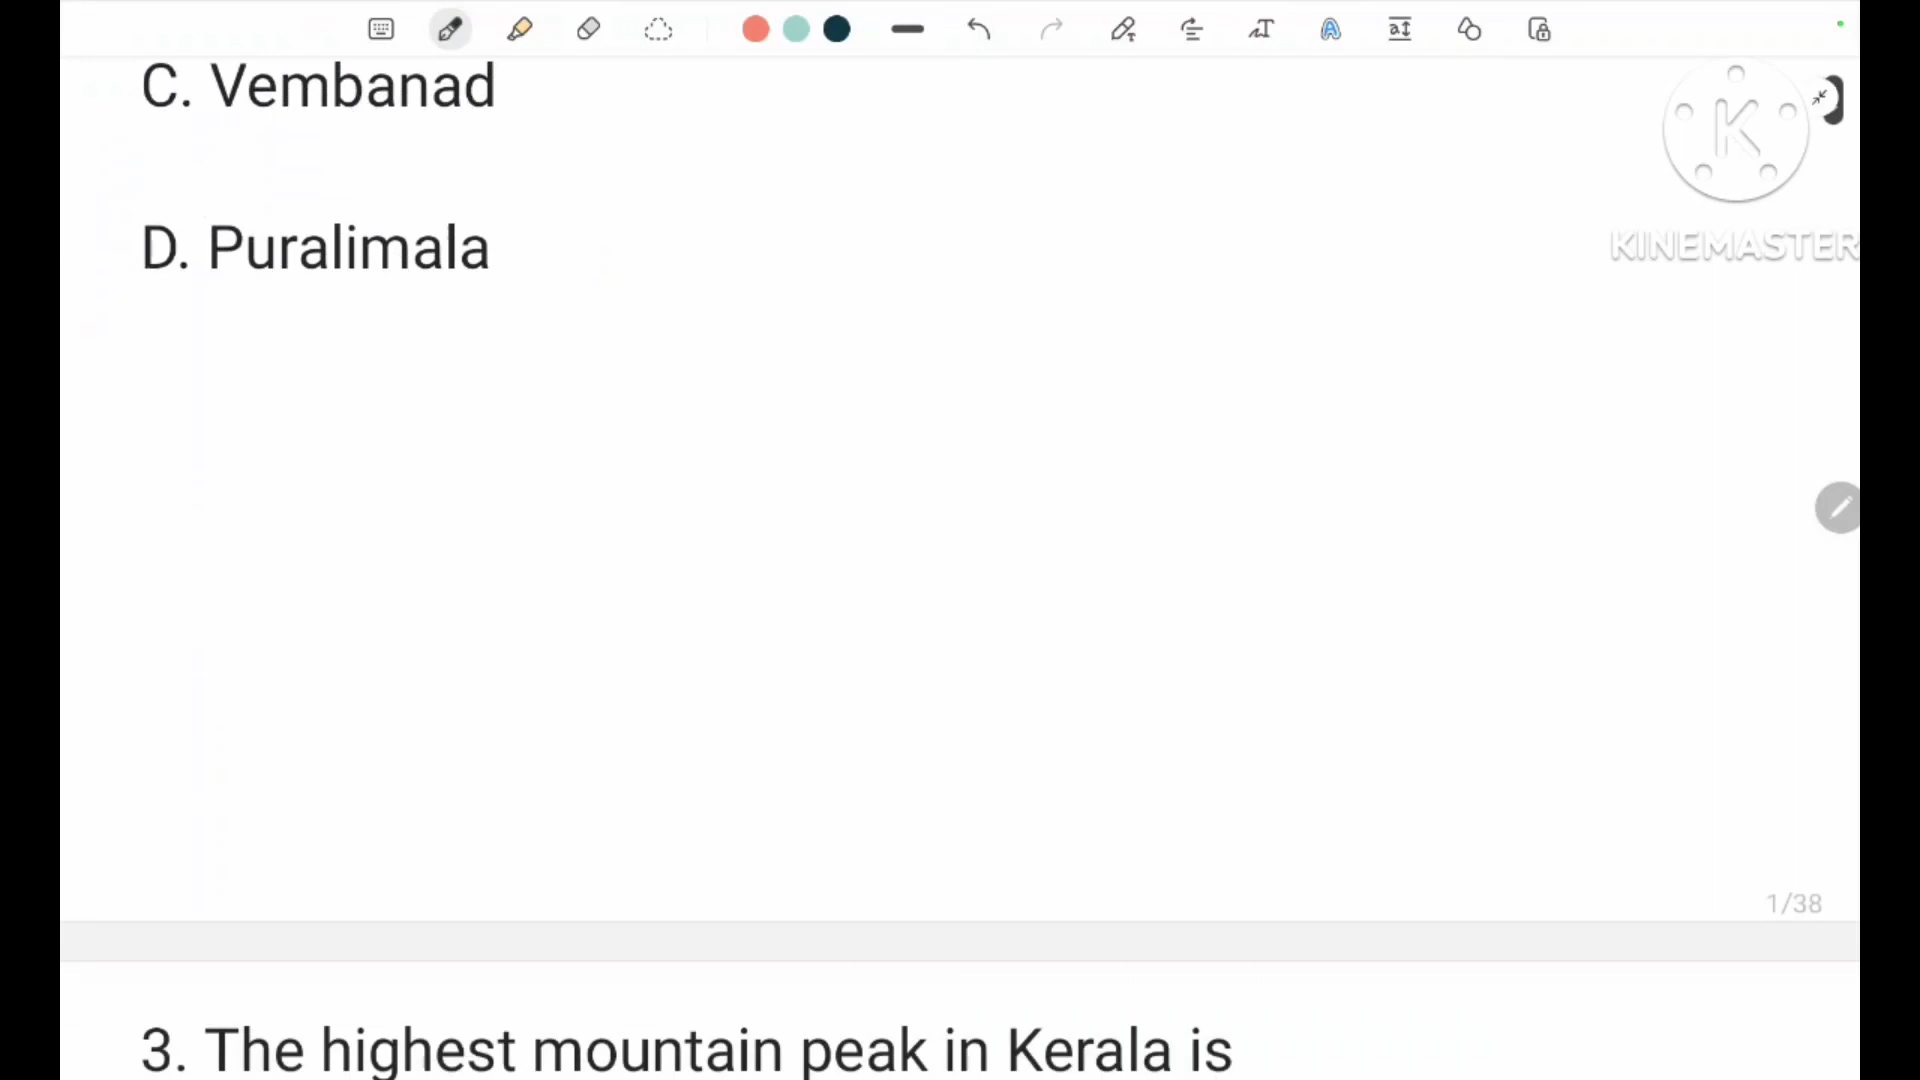 C. Vembanad
K
KINEMASTER
D. Puralimala
1/38
3. The highest mountain peak in Kerala is